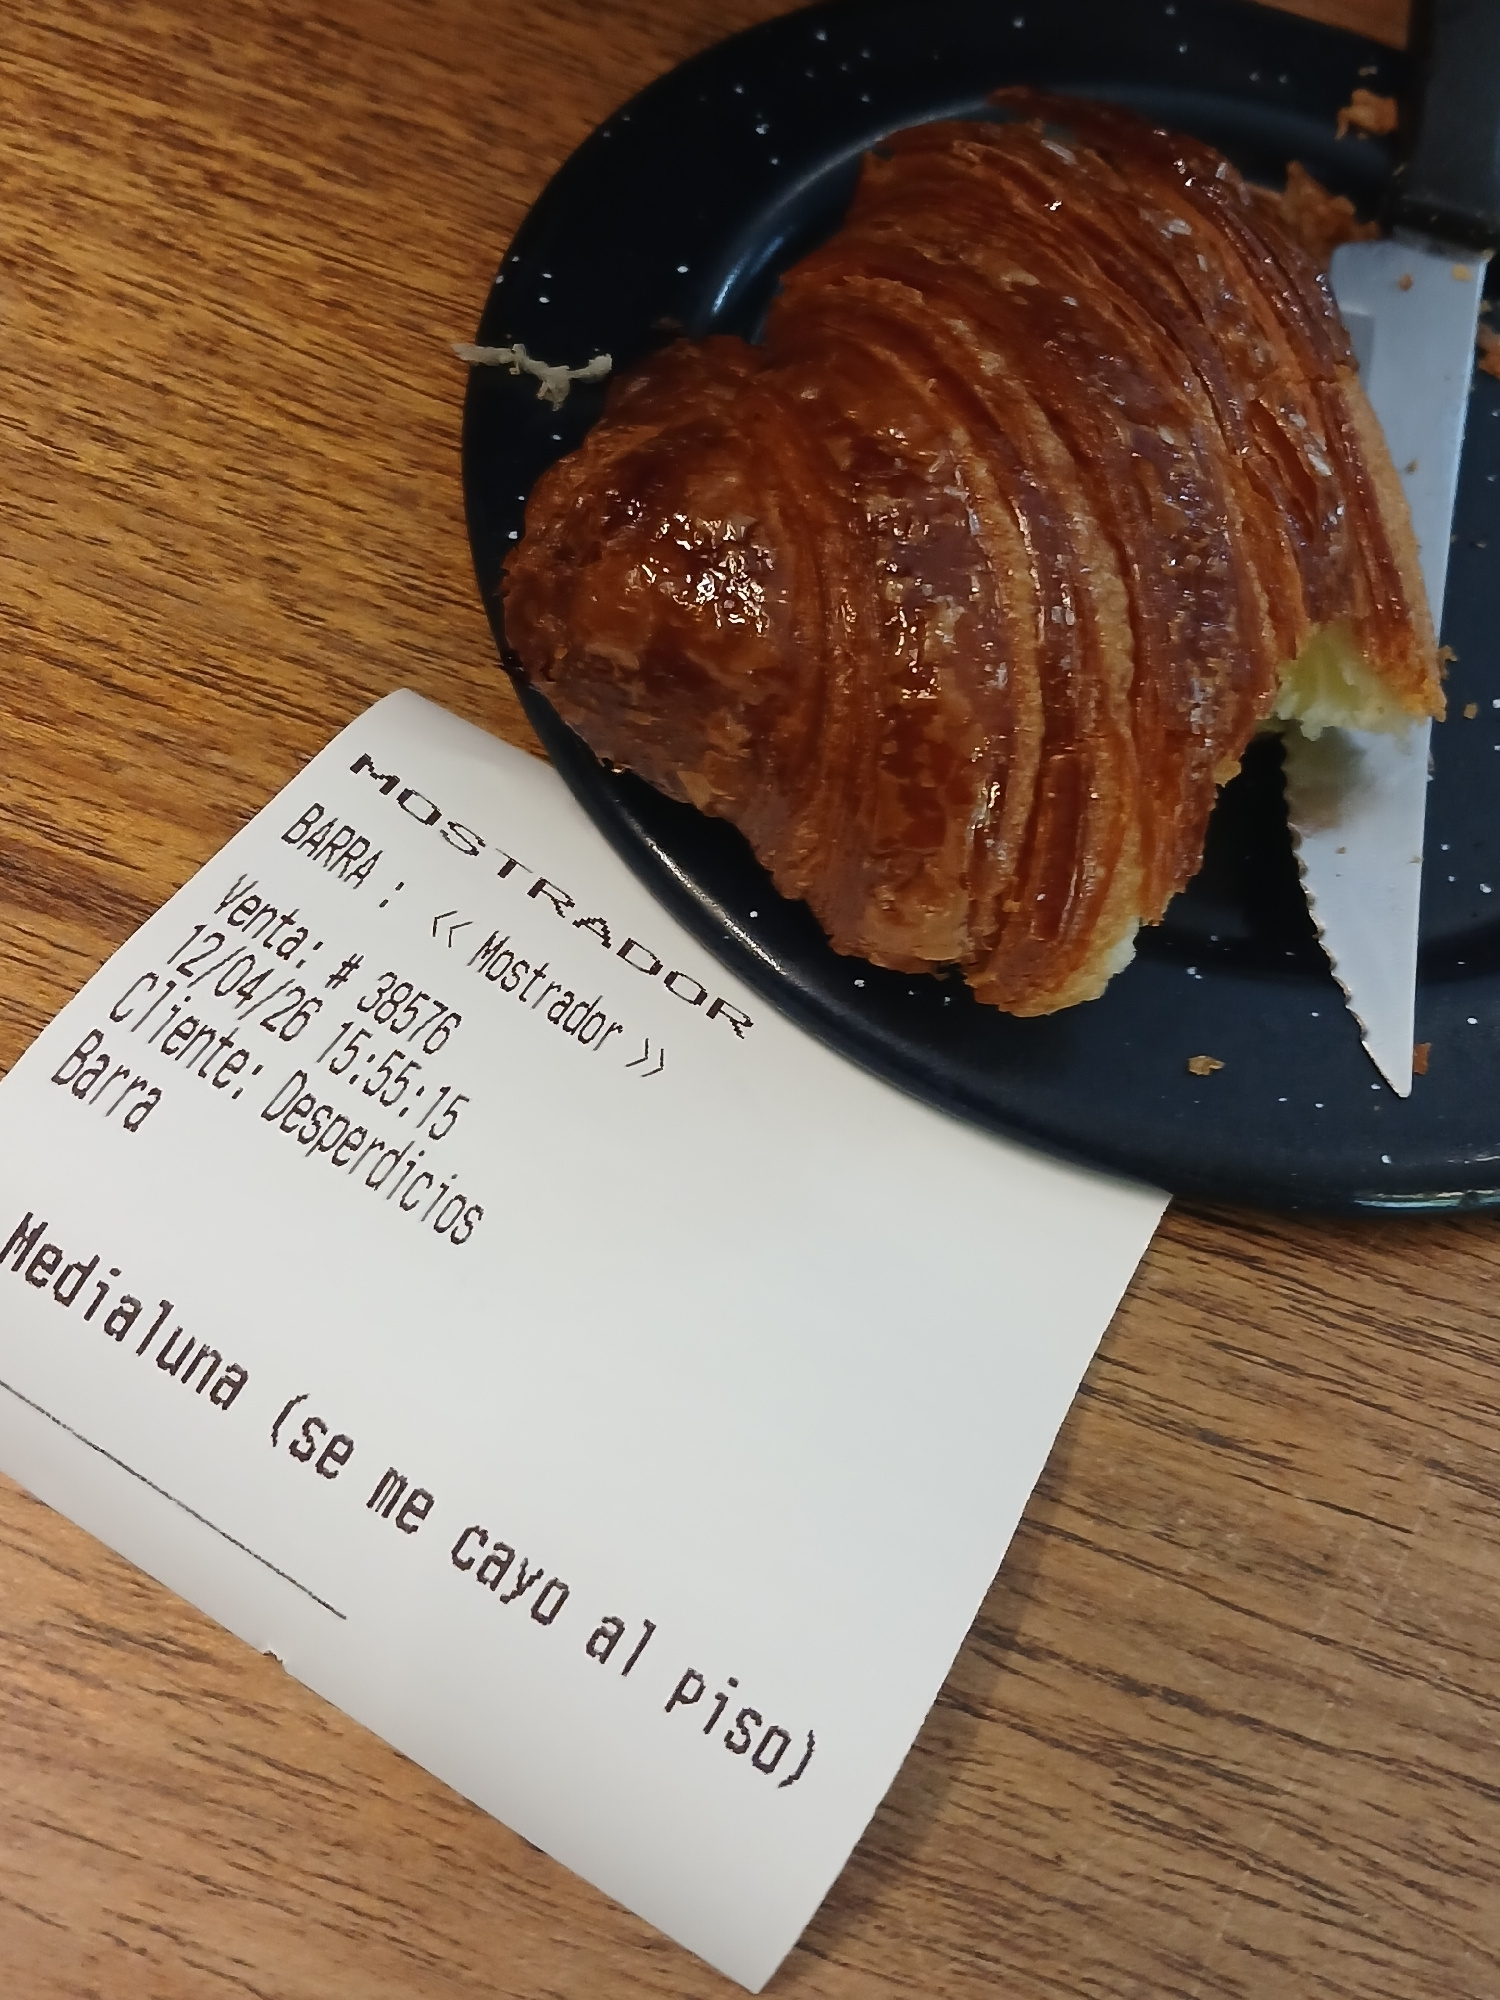 MOSTRADOR
BARRA : << Mostrador >>
Venta: # 38576
12/04/26 15:55:15
Cliente: Desperdicios
Barra
Medialuna (se me cayo al piso)